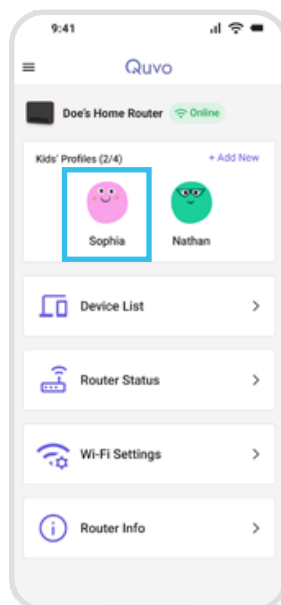 9:41
Quvo
Doe's Home Router Online
Kids' Profiles (2/4) + Add New
Sophia Nathan
Device List
Router Status
Wi-Fi Settings
Router Info